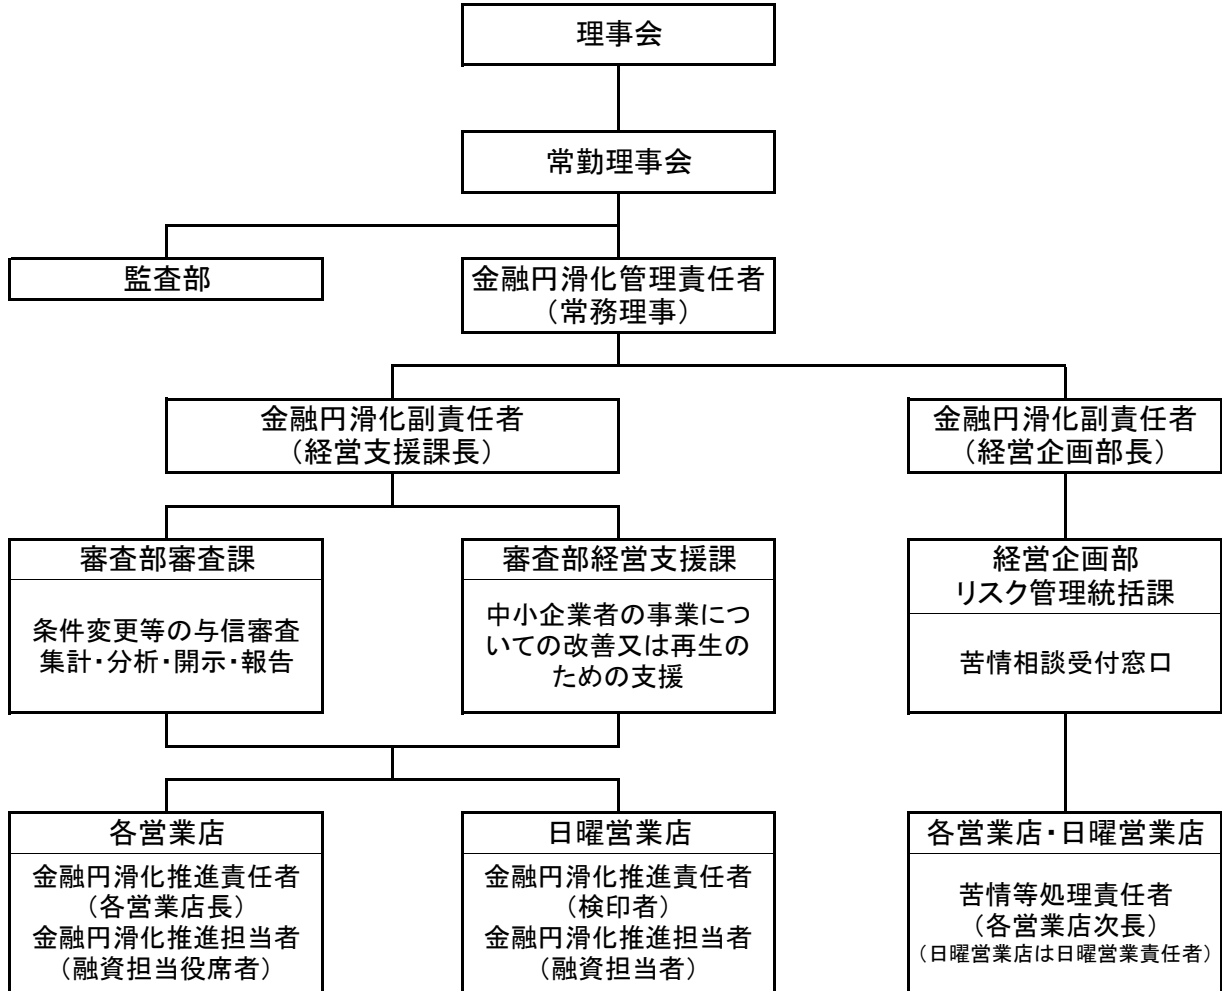 理事会
常勤理事会
監査部
金融円滑化管理責任者
（常務理事）
金融円滑化副責任者
（経営支援課長）
金融円滑化副責任者
（経営企画部長）
審査部審査課
条件変更等の与信審査
集計・分析・開示・報告
審査部経営支援課
中小企業者の事業につ
いての改善又は再生の
ための支援
経営企画部
リスク管理統括課
苦情相談受付窓口
各営業店
金融円滑化推進責任者
（各営業店長）
金融円滑化推進担当者
（融資担当役席者）
日曜営業店
金融円滑化推進責任者
（検印者）
金融円滑化推進担当者
（融資担当者）
各営業店・日曜営業店
苦情等処理責任者
（各営業店次長）
（日曜営業店は日曜営業責任者）